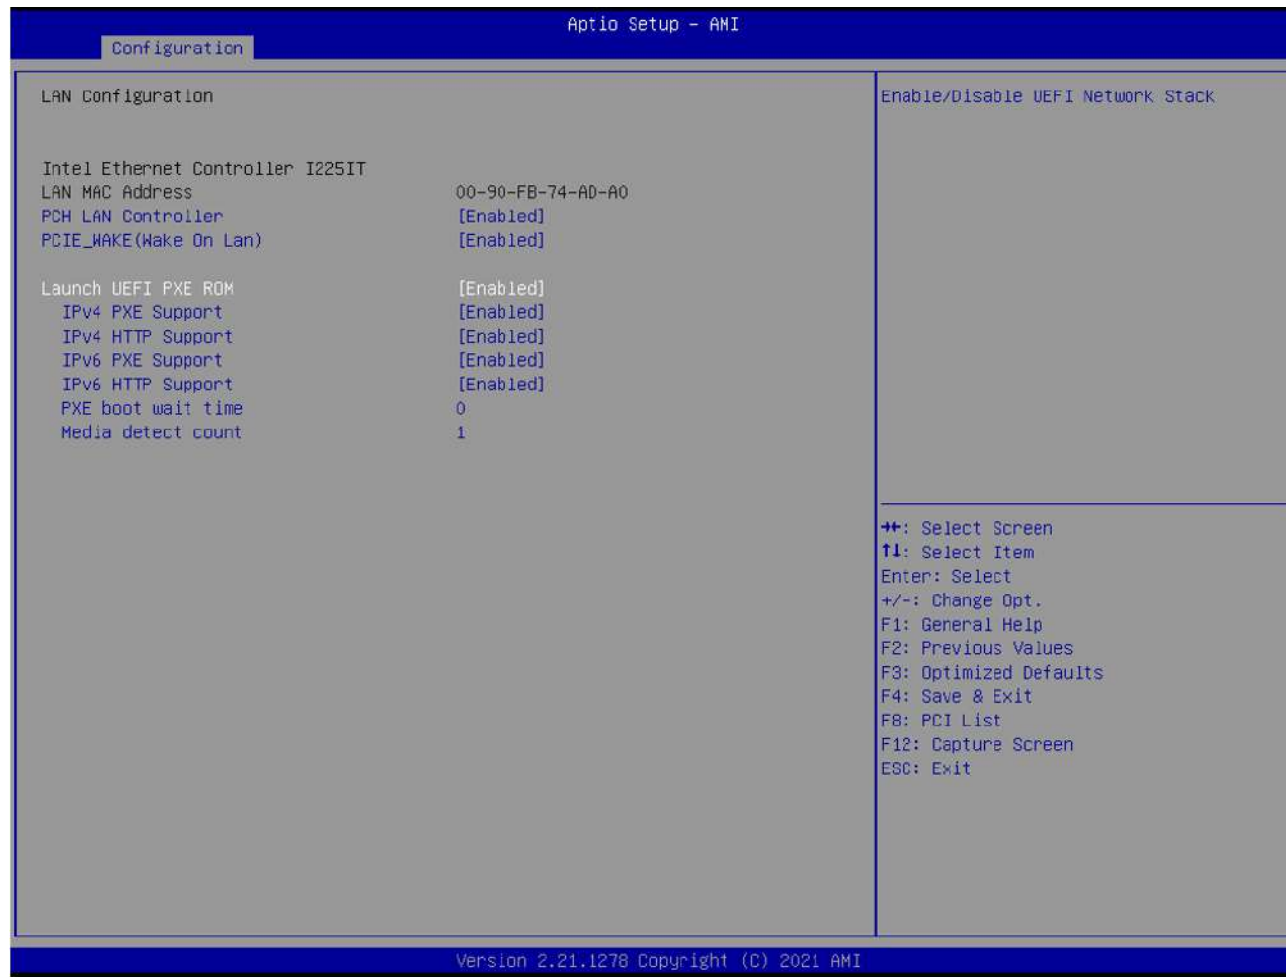 Aptio Setup - AMI
Configuration
LAN Configuration
Intel Ethernet Controller I225IT
LAN MAC Address 00-90-FB-74-AD-A0
PCH LAN Controller [Enabled]
PCIE_WAKE(Wake On Lan) [Enabled]
Launch UEFI PXE ROM [Enabled]
IPv4 PXE Support [Enabled]
IPv4 HTTP Support [Enabled]
IPv6 PXE Support [Enabled]
IPv6 HTTP Support [Enabled]
PXE boot wait time 0
Media detect count 1
Enable/Disable UEFI Network Stack
→←: Select Screen
↑↓: Select Item
Enter: Select
+/-: Change Opt.
F1: General Help
F2: Previous Values
F3: Optimized Defaults
F4: Save & Exit
F8: PCI List
F12: Capture Screen
ESC: Exit
Version 2.21.1278 Copyright (C) 2021 AMI